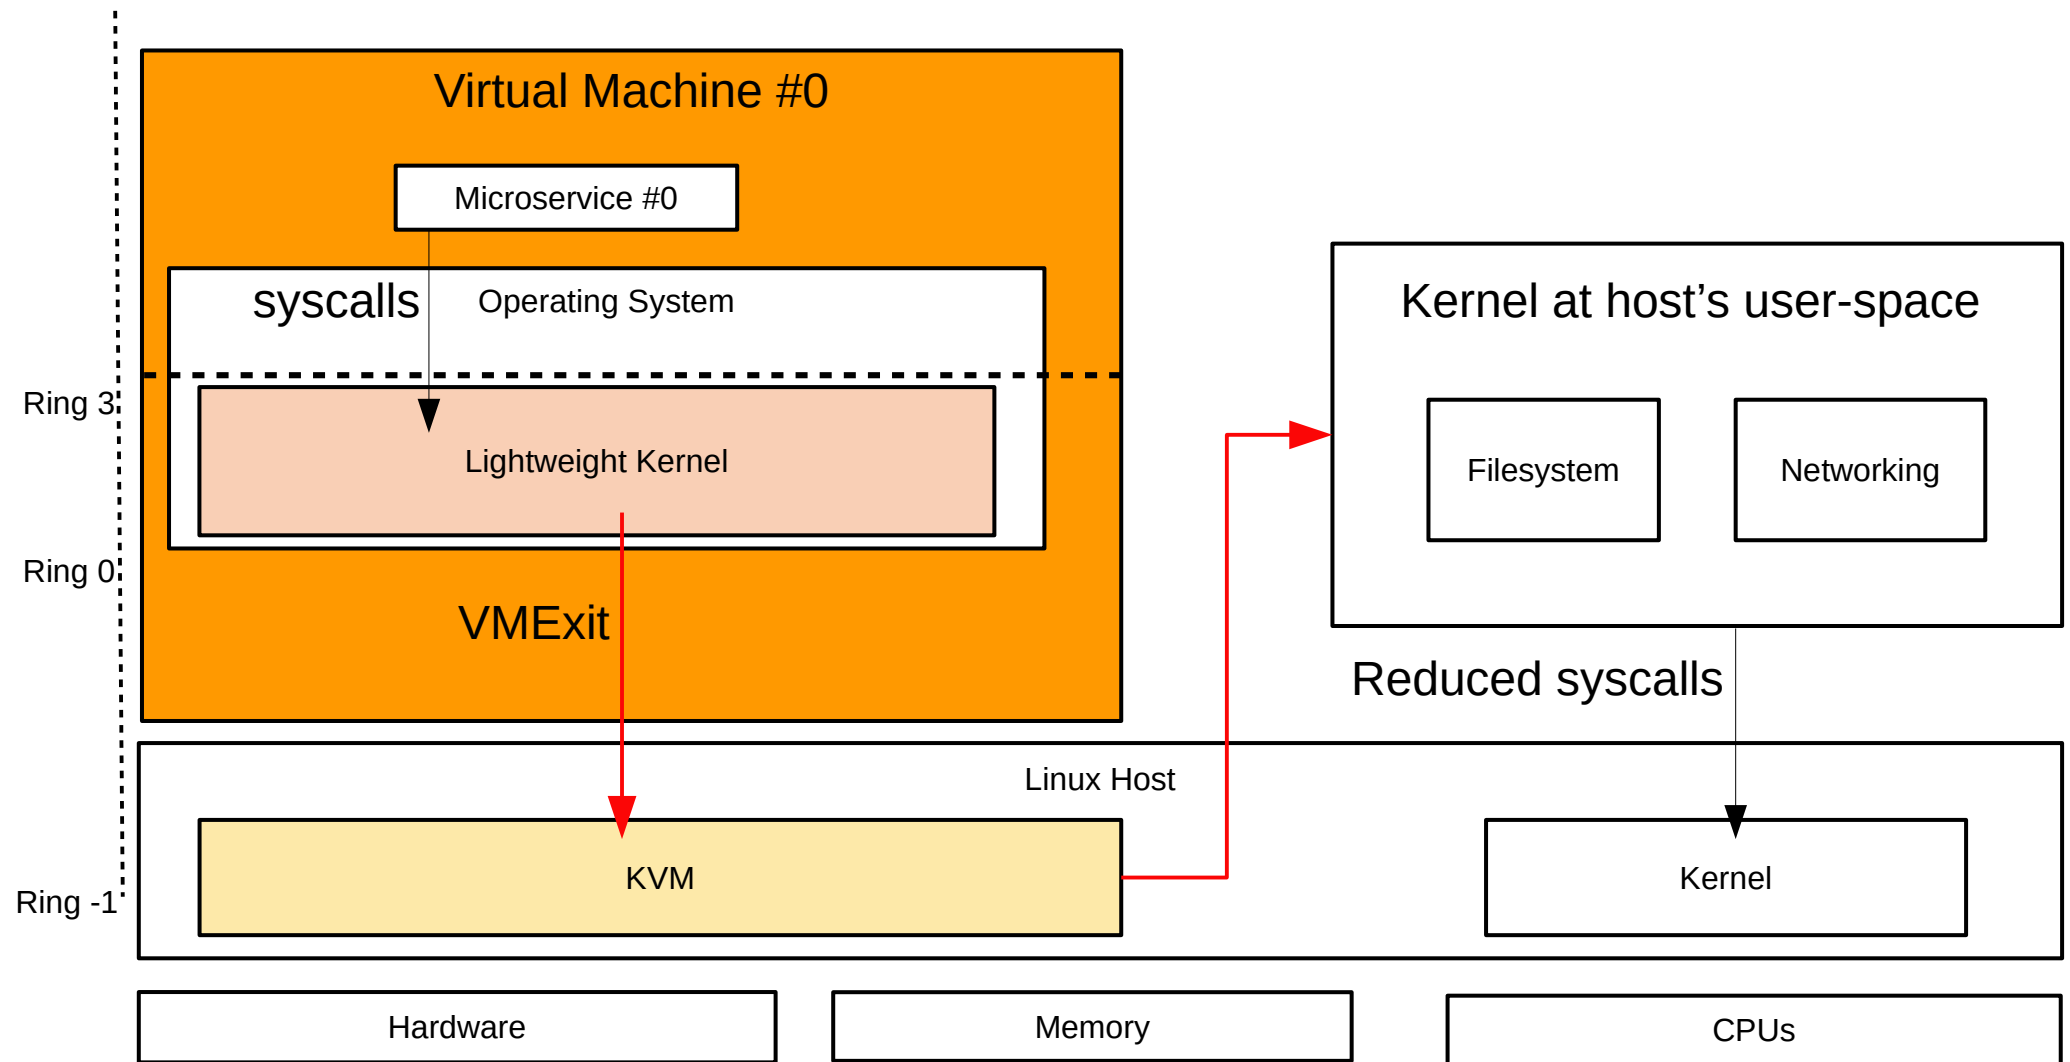 Virtual Machine #0
Microservice #0
syscalls
Operating System
Kernel at host’s user-space
Ring 3
Lightweight Kernel
Filesystem
Networking
Ring 0
VMExit
Reduced syscalls
Linux Host
KVM
Kernel
Ring -1
Hardware
Memory
CPUs